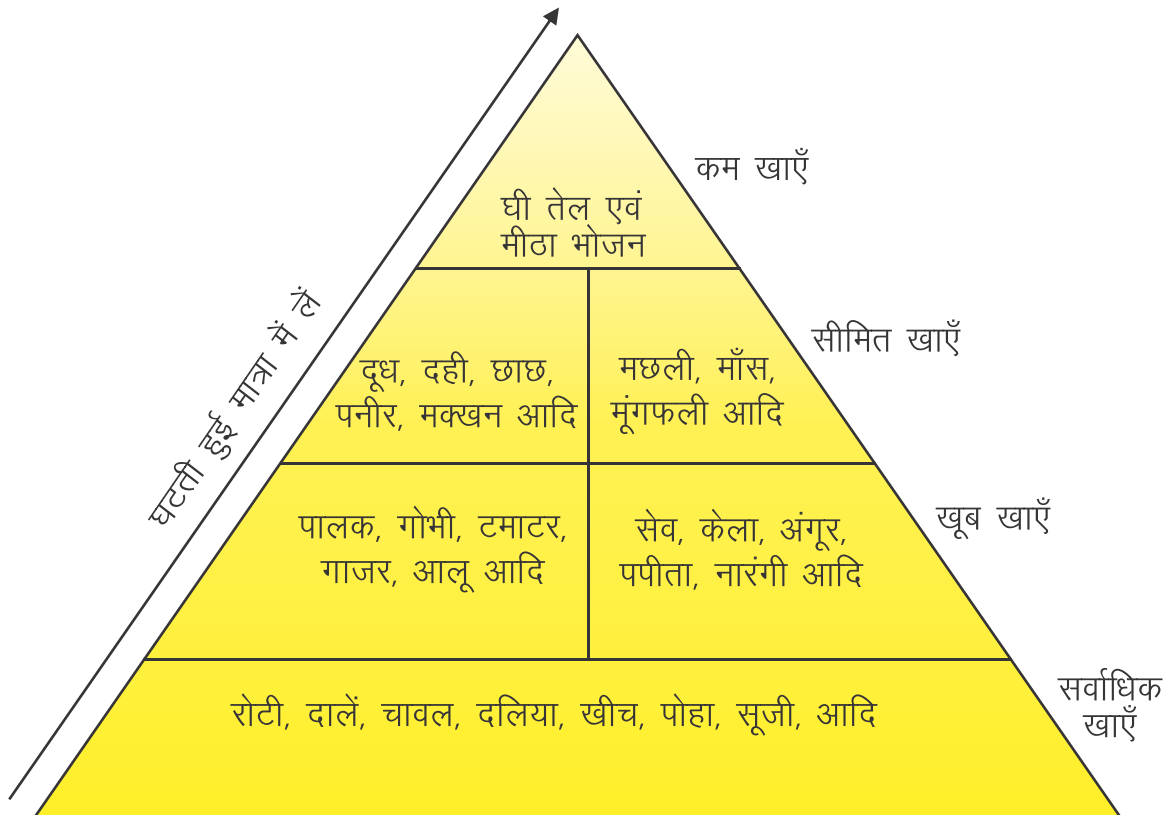 कम खाएँ
घी तेल एवं
मीठा भोजन
घटती हुई मात्रा में लें
सीमित खाएँ
दूध, दही, छाछ,
पनीर, मक्खन आदि
मछली, माँस,
मूंगफली आदि
खूब खाएँ
पालक, गोभी, टमाटर,
गाजर, आलू आदि
सेव, केला, अंगूर,
पपीता, नारंगी आदि
सर्वाधिक
खाएँ
रोटी, दालें, चावल, दलिया, खीच, पोहा, सूजी, आदि